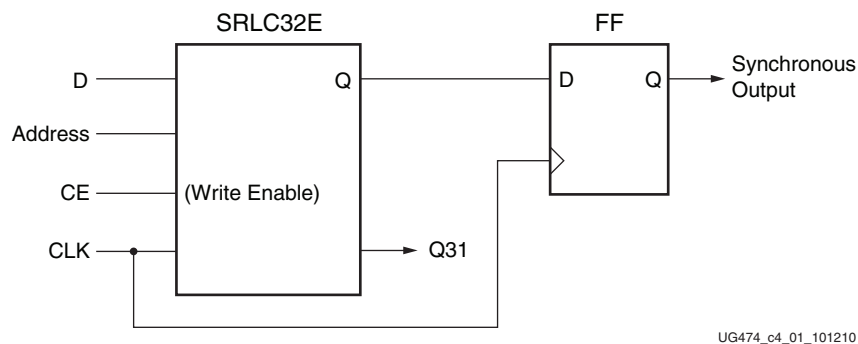 SRLC32E
FF
D
Q
D
Q
Synchronous
Output
Address
CE
(Write Enable)
CLK
Q31
UG474_c4_01_101210